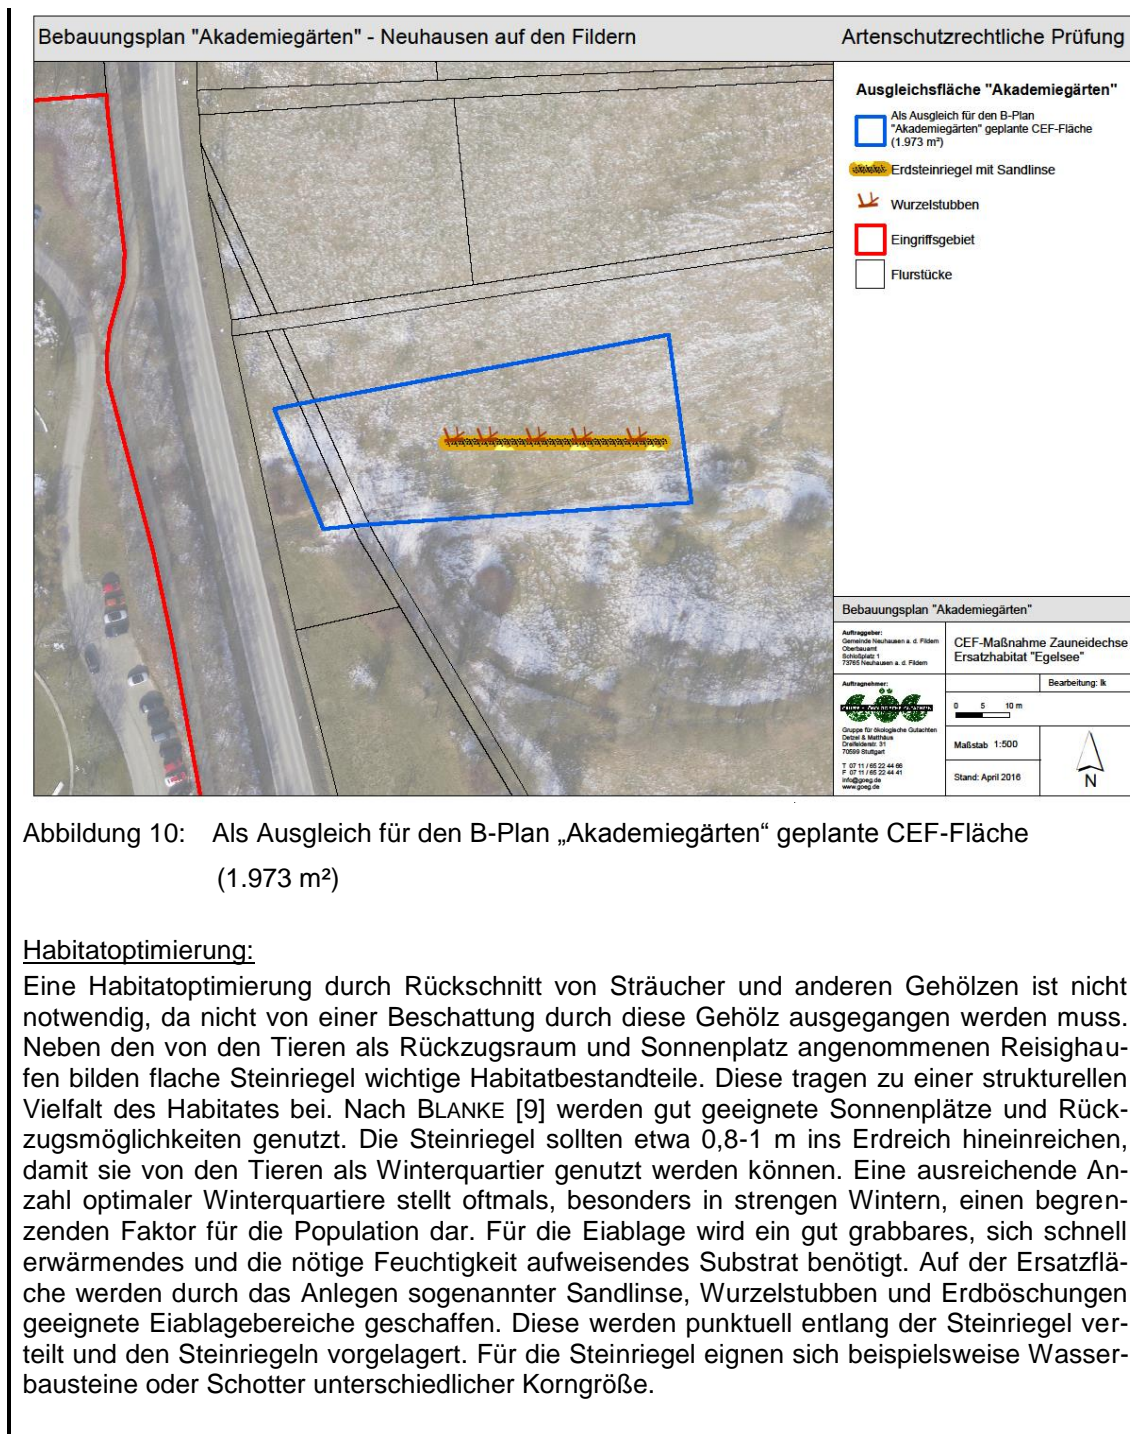 Bebauungsplan "Akademiegärten" - Neuhausen auf den Fildern
Artenschutzrechtliche Prüfung
Ausgleichsfläche "Akademiegärten"
Als Ausgleich für den B-Plan
"Akademiegärten" geplante CEF-Fläche
(1.973 m²)
Erdsteinriegel mit Sandlinse
Wurzelstubben
Eingriffsgebiet
Flurstücke
Bebauungsplan "Akademiegärten"
Auftraggeber:
Gemeinde Neuhausen a. d. Fildern
Oberbauamt
Schloßplatz 1
73765 Neuhausen a. d. Fildern
CEF-Maßnahme Zauneidechse
Ersatzhabitat "Egelsee"
Auftragnehmer:
Gruppe für ökologische Gutachten
Detzel & Matthäus
Dreifelderstr. 31
70599 Stuttgart
T 07 11 / 65 22 44 66
F 07 11 / 65 22 44 41
info@goeg.de
www.goeg.de
Bearbeitung: lk
0 5 10 m
Maßstab 1:500
Stand: April 2016
N
Abbildung 10: Als Ausgleich für den B-Plan „Akademiegärten“ geplante CEF-Fläche
(1.973 m²)
Habitatoptimierung:
Eine Habitatoptimierung durch Rückschnitt von Sträucher und anderen Gehölzen ist nicht
notwendig, da nicht von einer Beschattung durch diese Gehölz ausgegangen werden muss.
Neben den von den Tieren als Rückzugsraum und Sonnenplatz angenommenen Reisighau-
fen bilden flache Steinriegel wichtige Habitatbestandteile. Diese tragen zu einer strukturellen
Vielfalt des Habitates bei. Nach BLANKE [9] werden gut geeignete Sonnenplätze und Rück-
zugsmöglichkeiten genutzt. Die Steinriegel sollten etwa 0,8-1 m ins Erdreich hineinreichen,
damit sie von den Tieren als Winterquartier genutzt werden können. Eine ausreichende An-
zahl optimaler Winterquartiere stellt oftmals, besonders in strengen Wintern, einen begren-
zenden Faktor für die Population dar. Für die Eiablage wird ein gut grabbares, sich schnell
erwärmendes und die nötige Feuchtigkeit aufweisendes Substrat benötigt. Auf der Ersatzflä-
che werden durch das Anlegen sogenannter Sandlinse, Wurzelstubben und Erdböschungen
geeignete Eiablagebereiche geschaffen. Diese werden punktuell entlang der Steinriegel ver-
teilt und den Steinriegeln vorgelagert. Für die Steinriegel eignen sich beispielsweise Wasser-
bausteine oder Schotter unterschiedlicher Korngröße.